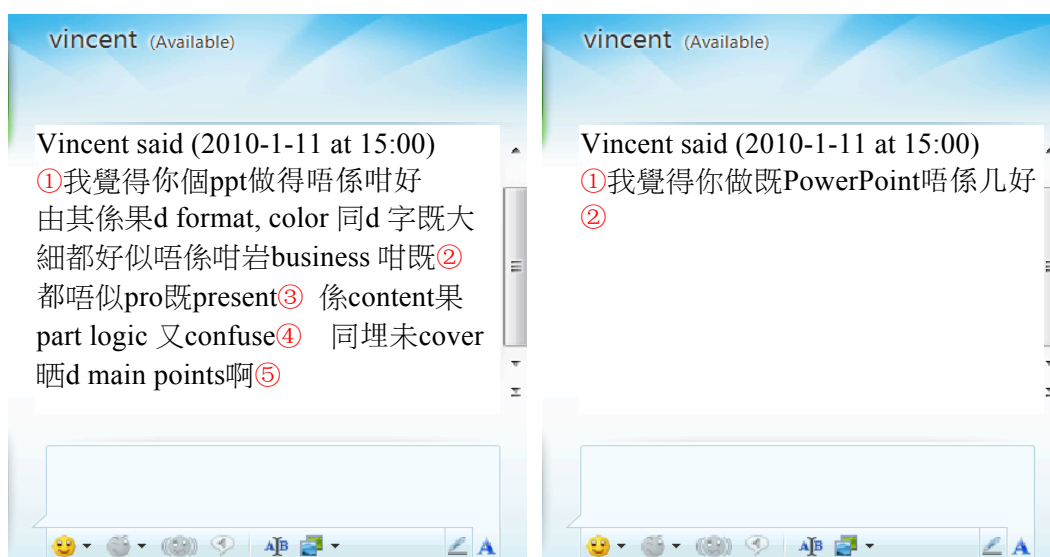 vincent (Available)
Vincent said (2010-1-11 at 15:00)
①我覺得你個ppt做得唔係咁好
由其係果d format, color 同d 字既大
細都好似唔係咁岩business 咁既②
都唔似pro既present③ 係content果
part logic 又confuse④ 同埋未cover
晒d main points啊⑤
A
vincent (Available)
Vincent said (2010-1-11 at 15:00)
①我覺得你做既PowerPoint唔係几好
②
A